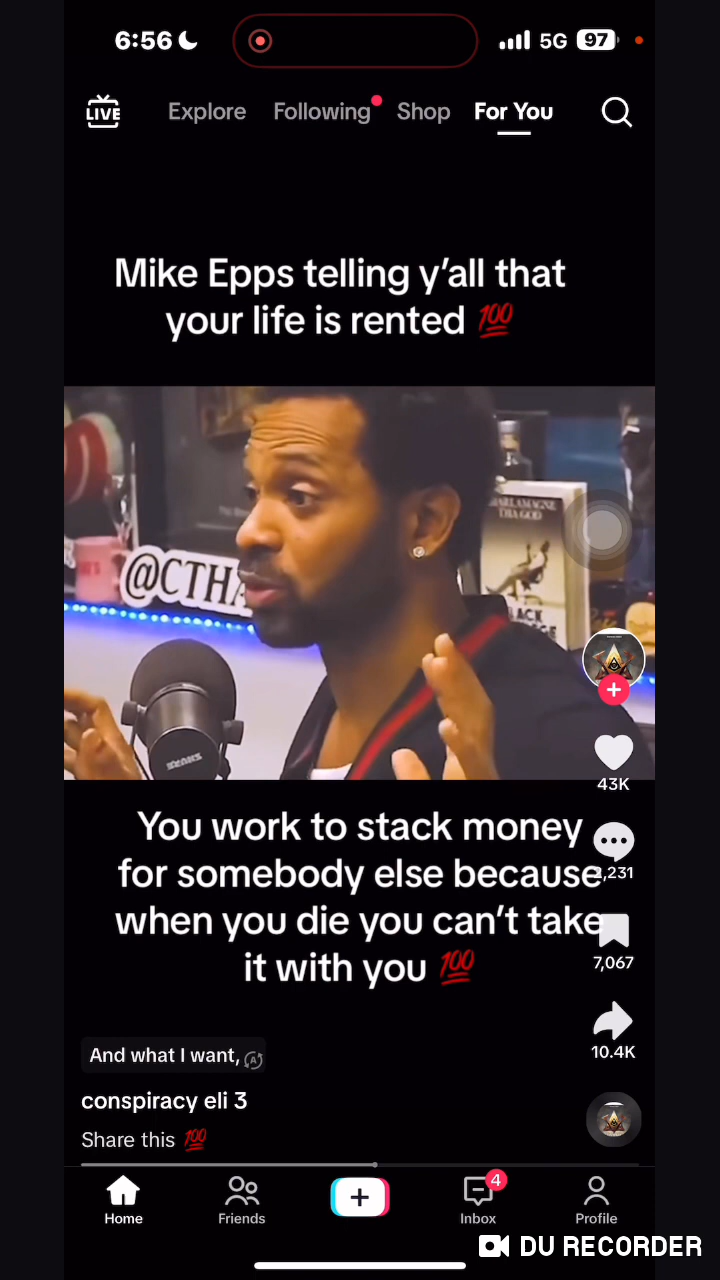 6:56
5G
97
LIVE
Explore
Following
Shop
For You
Mike Epps telling y’all that
your life is rented 💯
CHARLAMAGNE
THA GOD
@CTHA
BLACK
43K
You work to stack money
for somebody else because
2,231
when you die you can’t take
it with you 💯
7,067
10.4K
And what I want,
conspiracy eli 3
Share this 💯
4
Home
Friends
Inbox
Profile
DU RECORDER